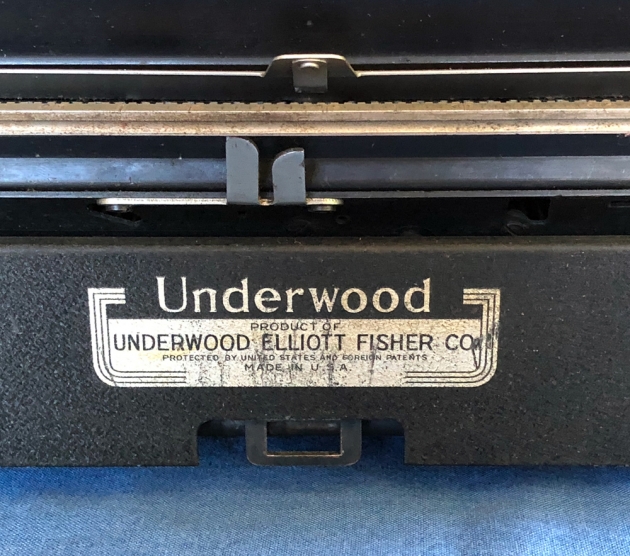 Underwood
PRODUCT OF
UNDERWOOD ELLIOTT FISHER CO.
PROTECTED BY UNITED STATES AND FOREIGN PATENTS
MADE IN U.S.A.